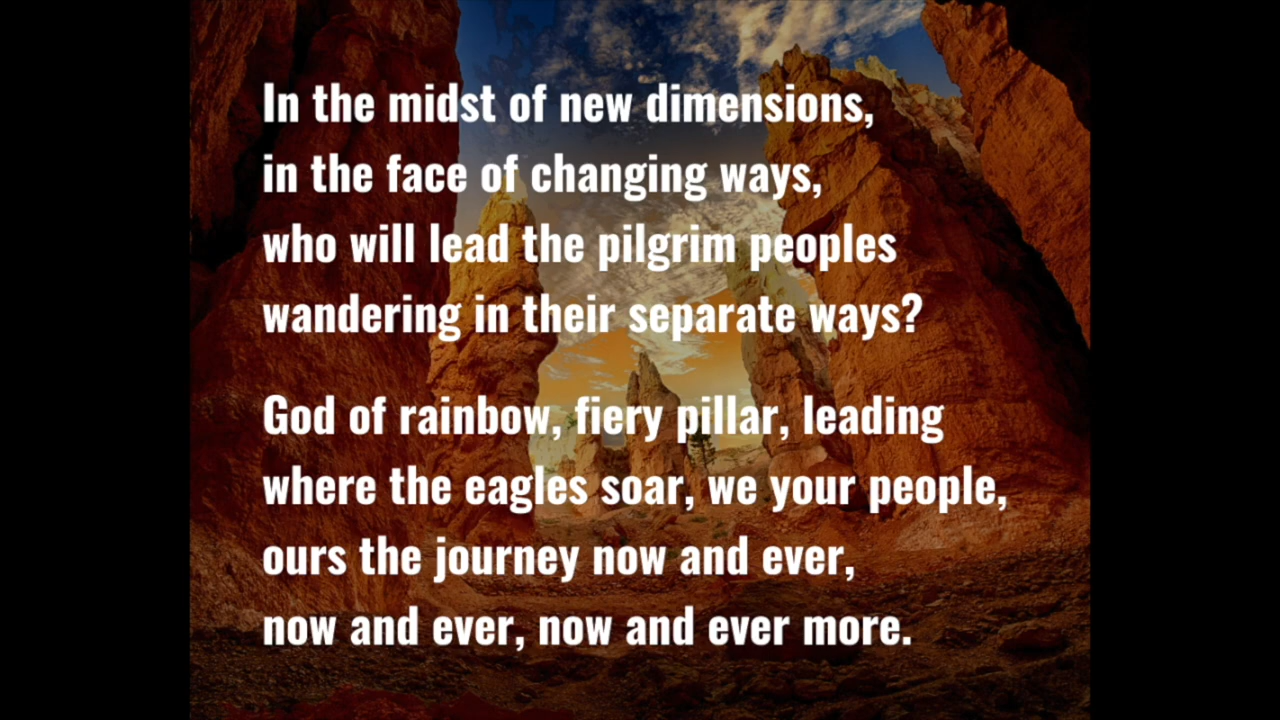 In the midst of new dimensions,
in the face of changing ways,
who will lead the pilgrim peoples
wandering in their separate ways?
God of rainbow, fiery pillar, leading
where the eagles soar, we your people,
ours the journey now and ever,
now and ever, now and ever more.